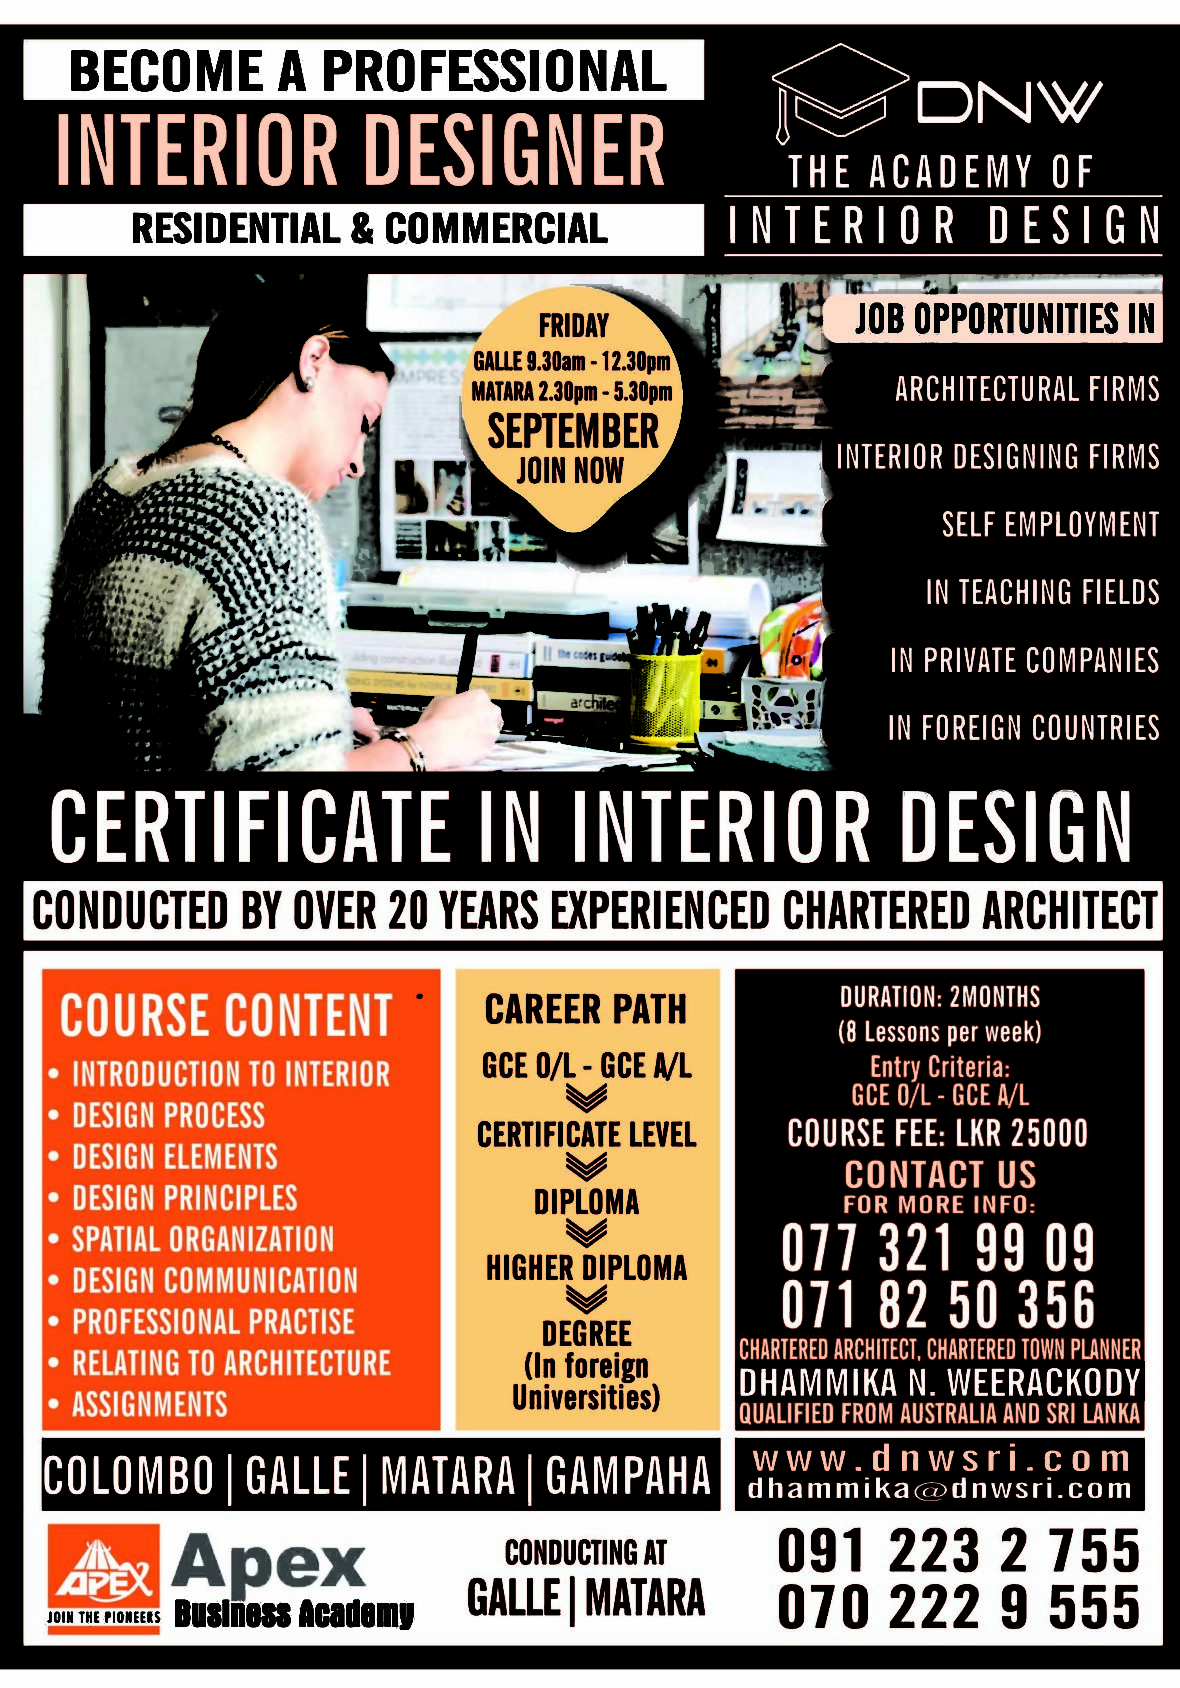 BECOME A PROFESSIONAL
INTERIOR DESIGNER
RESIDENTIAL & COMMERCIAL
DNW
THE ACADEMY OF
INTERIOR DESIGN
FRIDAY
GALLE 9.30am - 12.30pm
MATARA 2.30pm - 5.30pm
SEPTEMBER
JOIN NOW
JOB OPPORTUNITIES IN
ARCHITECTURAL FIRMS
INTERIOR DESIGNING FIRMS
SELF EMPLOYMENT
IN TEACHING FIELDS
IN PRIVATE COMPANIES
IN FOREIGN COUNTRIES
the codes
CERTIFICATE IN INTERIOR DESIGN
CONDUCTED BY OVER 20 YEARS EXPERIENCED CHARTERED ARCHITECT
COURSE CONTENT
• INTRODUCTION TO INTERIOR
• DESIGN PROCESS
• DESIGN ELEMENTS
• DESIGN PRINCIPLES
• SPATIAL ORGANIZATION
• DESIGN COMMUNICATION
• PROFESSIONAL PRACTISE
• RELATING TO ARCHITECTURE
• ASSIGNMENTS
CAREER PATH
GCE O/L - GCE A/L
CERTIFICATE LEVEL
DIPLOMA
HIGHER DIPLOMA
DEGREE
(In foreign
Universities)
DURATION: 2MONTHS
(8 Lessons per week)
Entry Criteria:
GCE O/L - GCE A/L
COURSE FEE: LKR 25000
CONTACT US
FOR MORE INFO:
077 321 99 09
071 82 50 356
CHARTERED ARCHITECT, CHARTERED TOWN PLANNER
DHAMMIKA N. WEERACKODY
QUALIFIED FROM AUSTRALIA AND SRI LANKA
COLOMBO | GALLE | MATARA | GAMPAHA
www.dnwsri.com
dhammika@dnwsri.com
APEX
JOIN THE PIONEERS
Apex
Business Academy
CONDUCTING AT
GALLE | MATARA
091 223 2 755
070 222 9 555